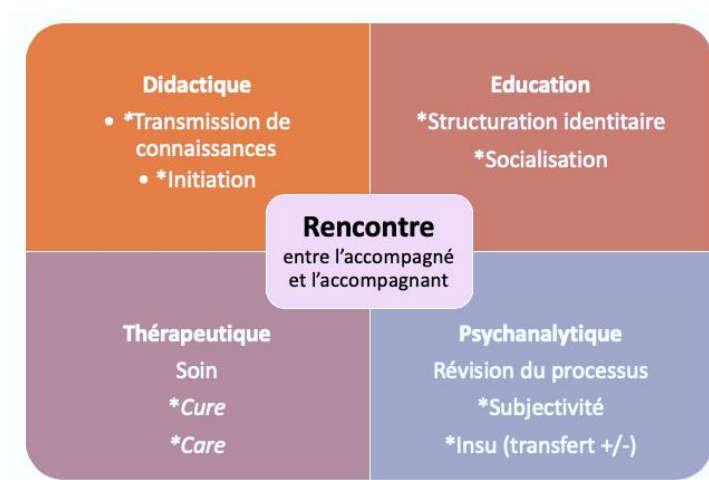 Didactique
• *Transmission de
connaissances
• *Initiation
Education
*Structuration identitaire
*Socialisation
Rencontre
entre l'accompagné
et l'accompagnant
Thérapeutique
Soin
*Cure
*Care
Psychanalytique
Révision du processus
*Subjectivité
*Insu (transfert +/-)